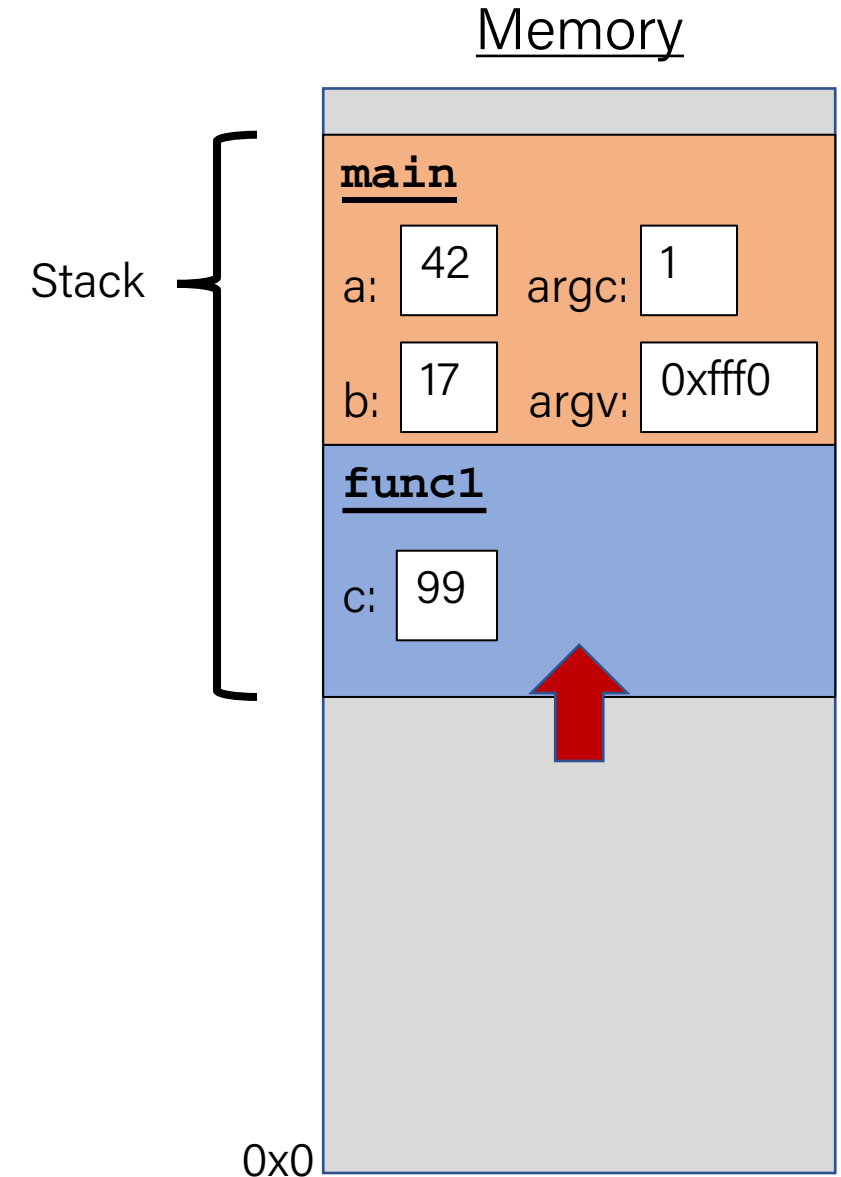 Memory
Stack
main
a: 42 argc: 1
b: 17 argv: 0xfff0
func1
c: 99
0x0